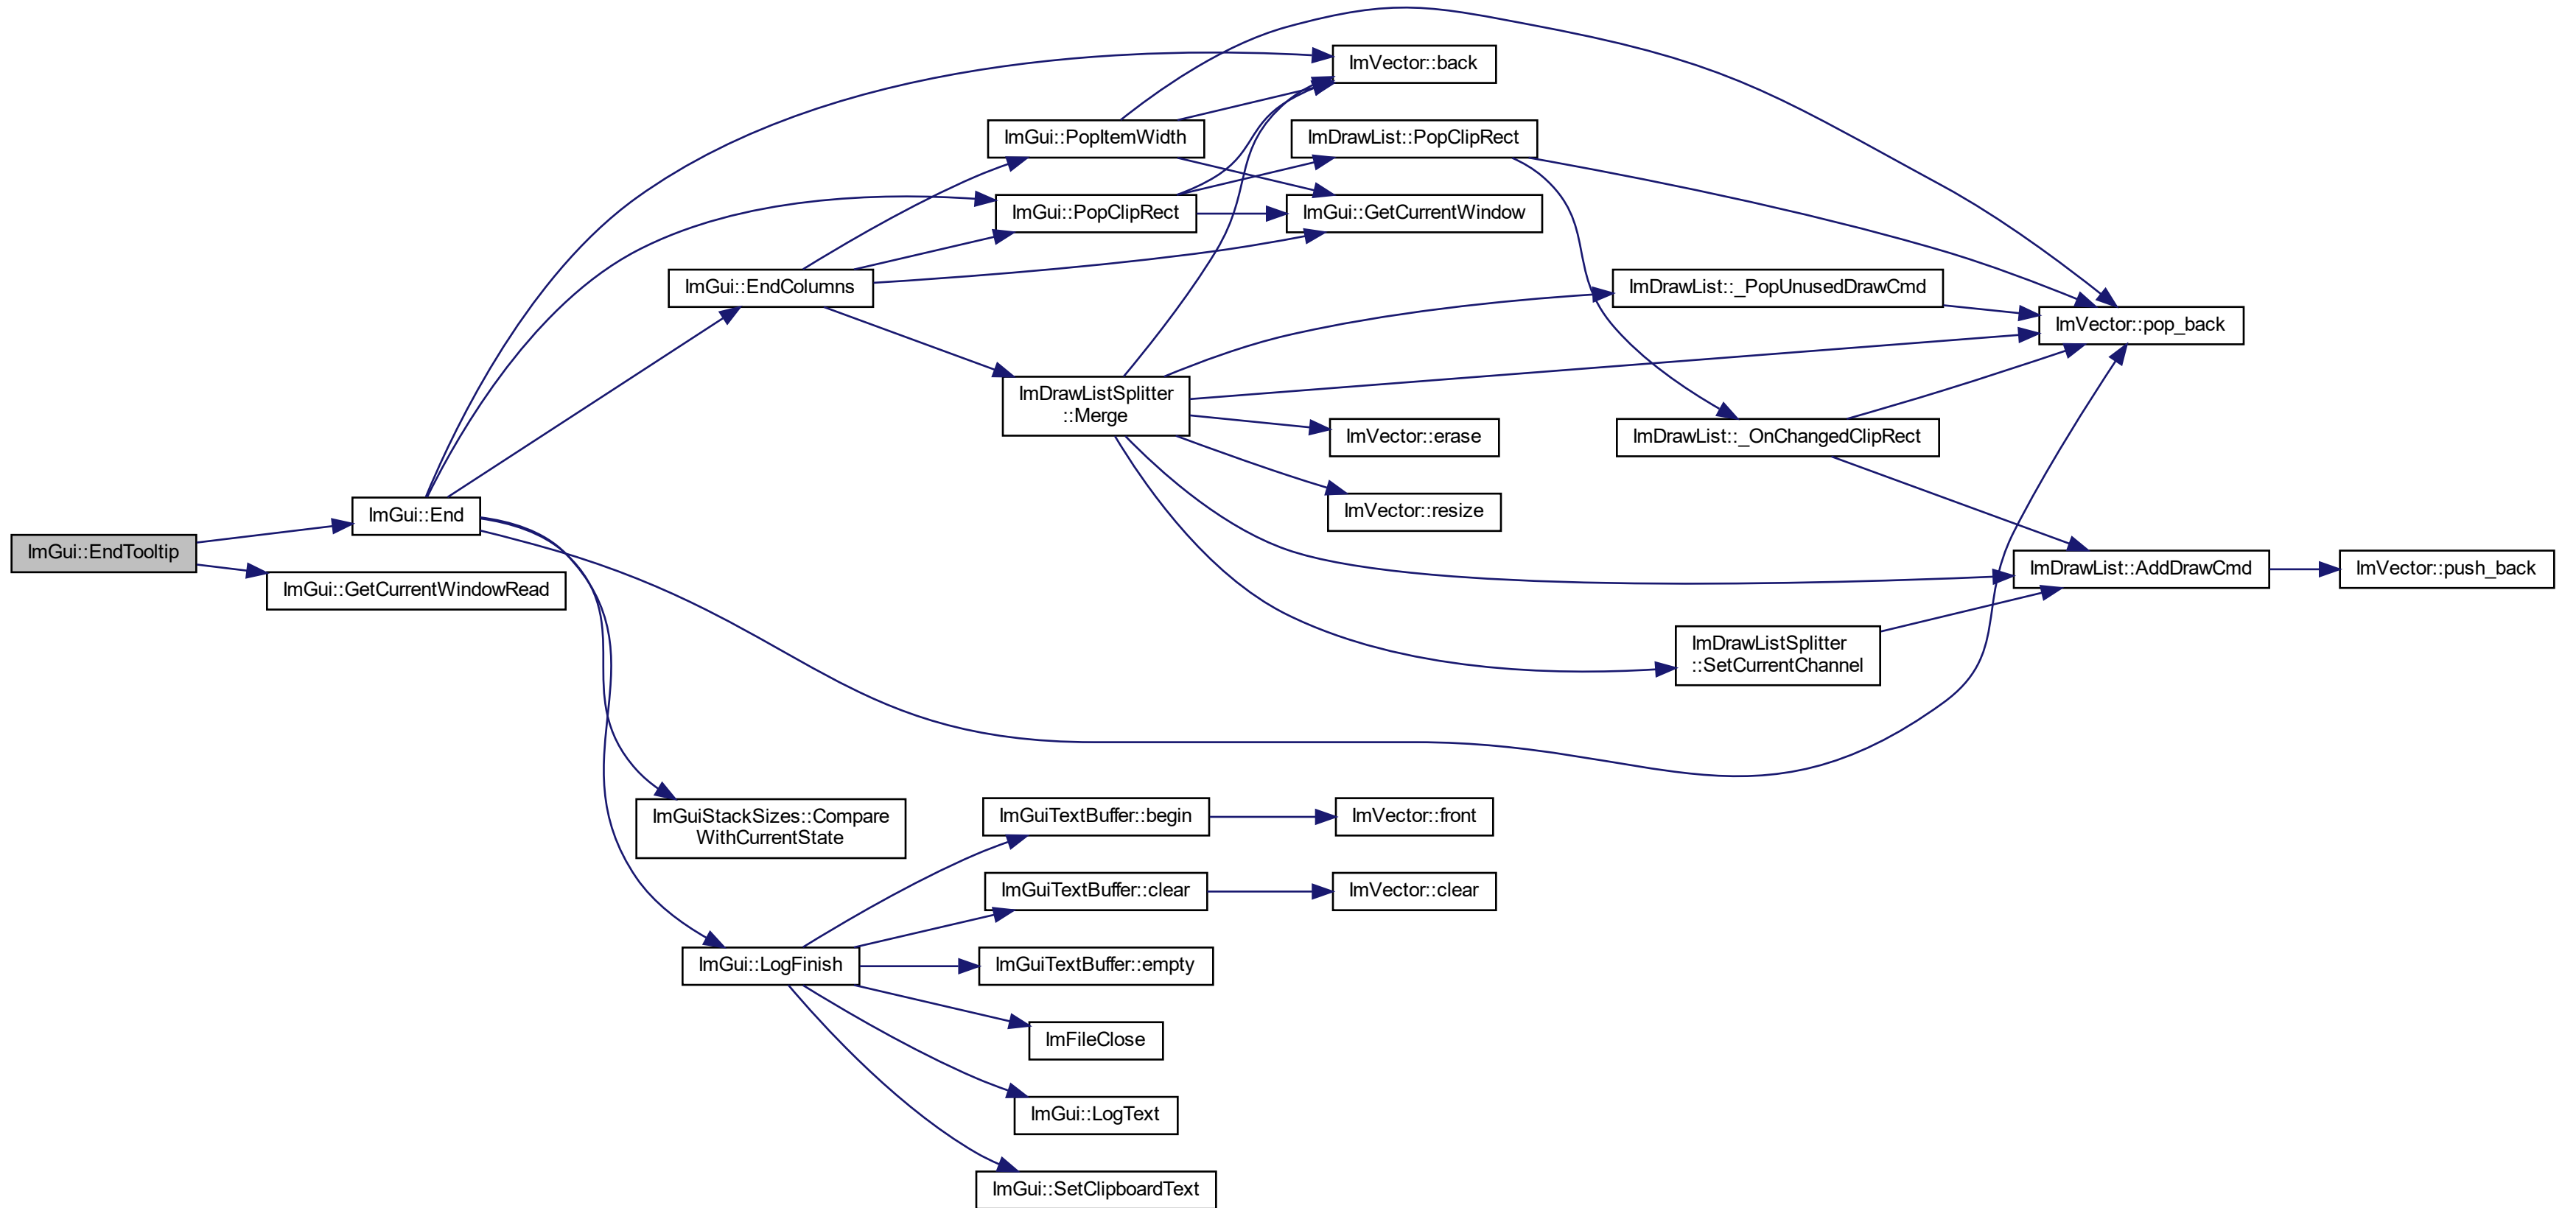 ImVector::back
ImGui::PopItemWidth
ImDrawList::PopClipRect
ImGui::PopClipRect
ImGui::GetCurrentWindow
ImGui::EndColumns
ImDrawList::_PopUnusedDrawCmd
ImVector::pop_back
ImDrawListSplitter
::Merge
ImVector::erase
ImDrawList::_OnChangedClipRect
ImVector::resize
ImGui::End
ImGui::EndTooltip
ImGui::GetCurrentWindowRead
ImDrawList::AddDrawCmd
ImVector::push_back
ImDrawListSplitter
::SetCurrentChannel
ImGuiStackSizes::Compare
WithCurrentState
ImGuiTextBuffer::begin
ImVector::front
ImGuiTextBuffer::clear
ImVector::clear
ImGui::LogFinish
ImGuiTextBuffer::empty
ImFileClose
ImGui::LogText
ImGui::SetClipboardText